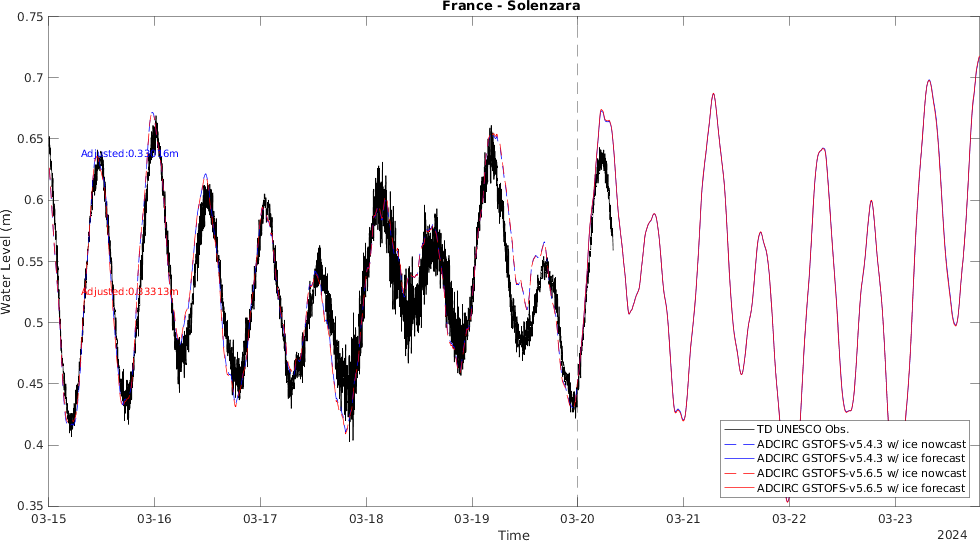 France - Solenzara
0.75
0.7
0.65
0.6
0.55
0.5
0.45
0.4
0.35
Water Level (m)
Adjusted:0.33916m
Adjusted:0.33313m
TD UNESCO Obs.
ADCIRC GSTOFS-v5.4.3 w/ ice nowcast
ADCIRC GSTOFS-v5.4.3 w/ ice forecast
ADCIRC GSTOFS-v5.6.5 w/ ice nowcast
ADCIRC GSTOFS-v5.6.5 w/ ice forecast
03-15 03-16 03-17 03-18 03-19 03-20 03-21 03-22 03-23
Time
2024